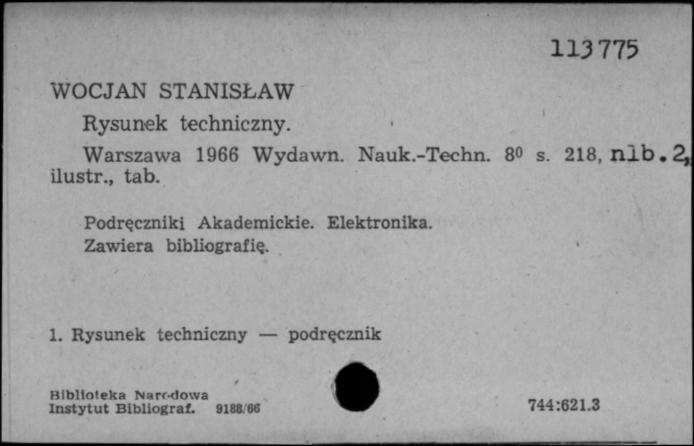 113775
WOCJAN STANISŁAW
Rysunek techniczny.
Warszawa 1966 Wydawn. Nauk.-Techn. 8⁰ s. 218, nlb.2,
ilustr., tab.
Podręczniki Akademickie. Elektronika.
Zawiera bibliografię.
1. Rysunek techniczny — podręcznik
Biblioteka Narodowa
Instytut Bibliograf. 9188/66
744:621.3